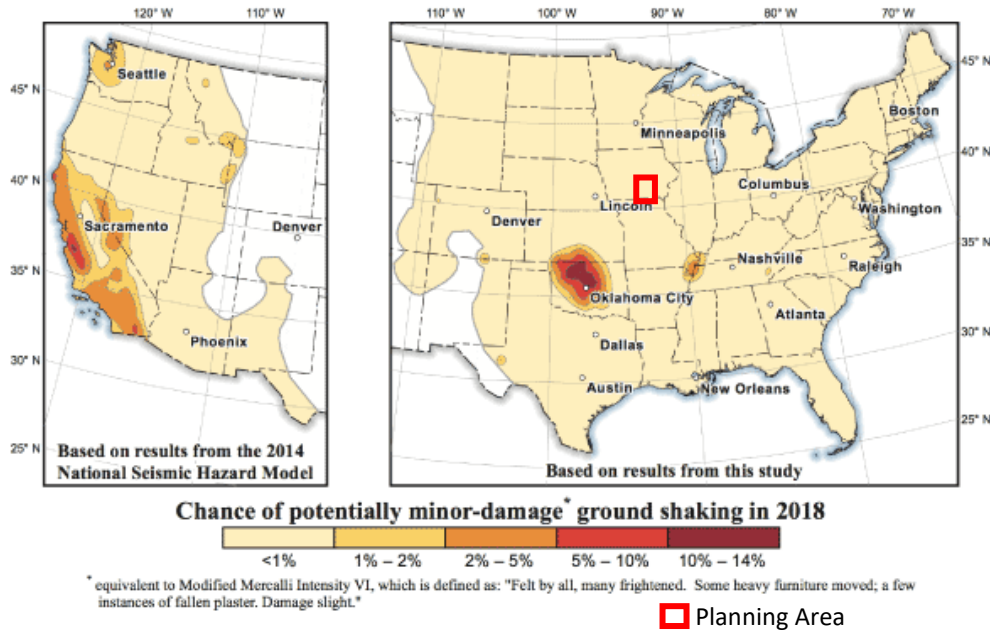 120° W
110° W
110° W
100° W
90° W
80° W
70° W
45° N
40° N
35° N
30° N
25° N
Seattle
Sacramento
Denver
Phoenix
Based on results from the 2014
National Seismic Hazard Model
45° N
40° N
35° N
30° N
25° N
Minneapolis
Boston
Lincoln
Columbus
Washington
Denver
Nashville
Raleigh
Oklahoma City
Atlanta
Dallas
Austin
New Orleans
Based on results from this study
Chance of potentially minor-damage* ground shaking in 2018
<1% 1% – 2% 2% – 5% 5% – 10% 10% – 14%
* equivalent to Modified Mercalli Intensity VI, which is defined as: "Felt by all, many frightened. Some heavy furniture moved; a few
instances of fallen plaster. Damage slight."
Planning Area